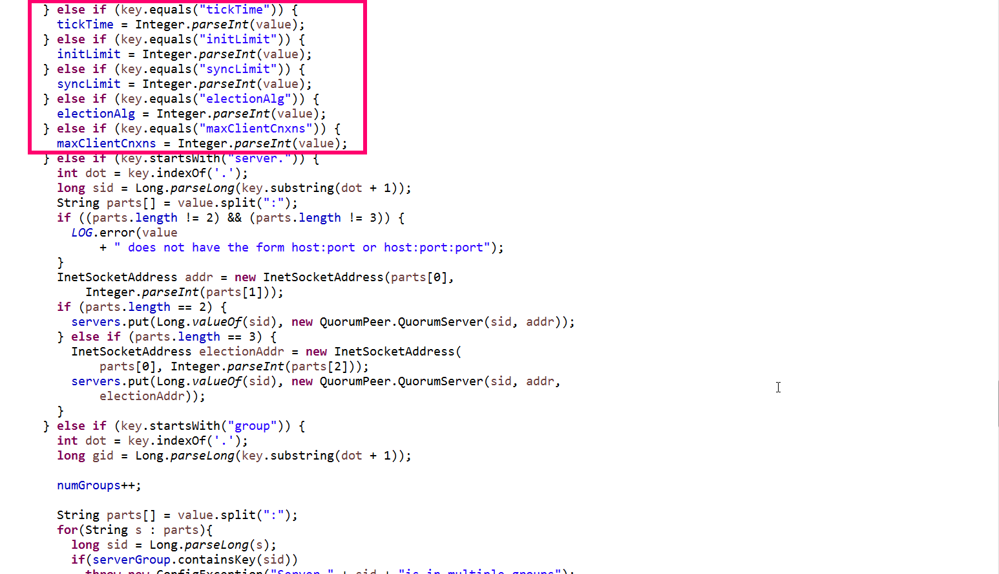 } else if (key.equals("tickTime")) {
tickTime = Integer.parseInt(value);
} else if (key.equals("initLimit")) {
initLimit = Integer.parseInt(value);
} else if (key.equals("syncLimit")) {
syncLimit = Integer.parseInt(value);
} else if (key.equals("electionAlg")) {
electionAlg = Integer.parseInt(value);
} else if (key.equals("maxClientCnxns")) {
maxClientCnxns = Integer.parseInt(value);
} else if (key.startsWith("server.")) {
int dot = key.indexOf('.');
long sid = Long.parseLong(key.substring(dot + 1));
String parts[] = value.split(":");
if ((parts.length != 2) && (parts.length != 3)) {
LOG.error(value
+ " does not have the form host:port or host:port:port");
}
InetSocketAddress addr = new InetSocketAddress(parts[0],
Integer.parseInt(parts[1]));
if (parts.length == 2) {
servers.put(Long.valueOf(sid), new QuorumPeer.QuorumServer(sid, addr));
} else if (parts.length == 3) {
InetSocketAddress electionAddr = new InetSocketAddress(
parts[0], Integer.parseInt(parts[2]));
servers.put(Long.valueOf(sid), new QuorumPeer.QuorumServer(sid, addr,
electionAddr));
}
} else if (key.startsWith("group")) {
int dot = key.indexOf('.');
long gid = Long.parseLong(key.substring(dot + 1));
numGroups++;
String parts[] = value.split(":");
for(String s : parts){
long sid = Long.parseLong(s);
if(serverGroup.containsKey(sid))
throw new ConfigException("Server " + sid + "is in multiple groups");